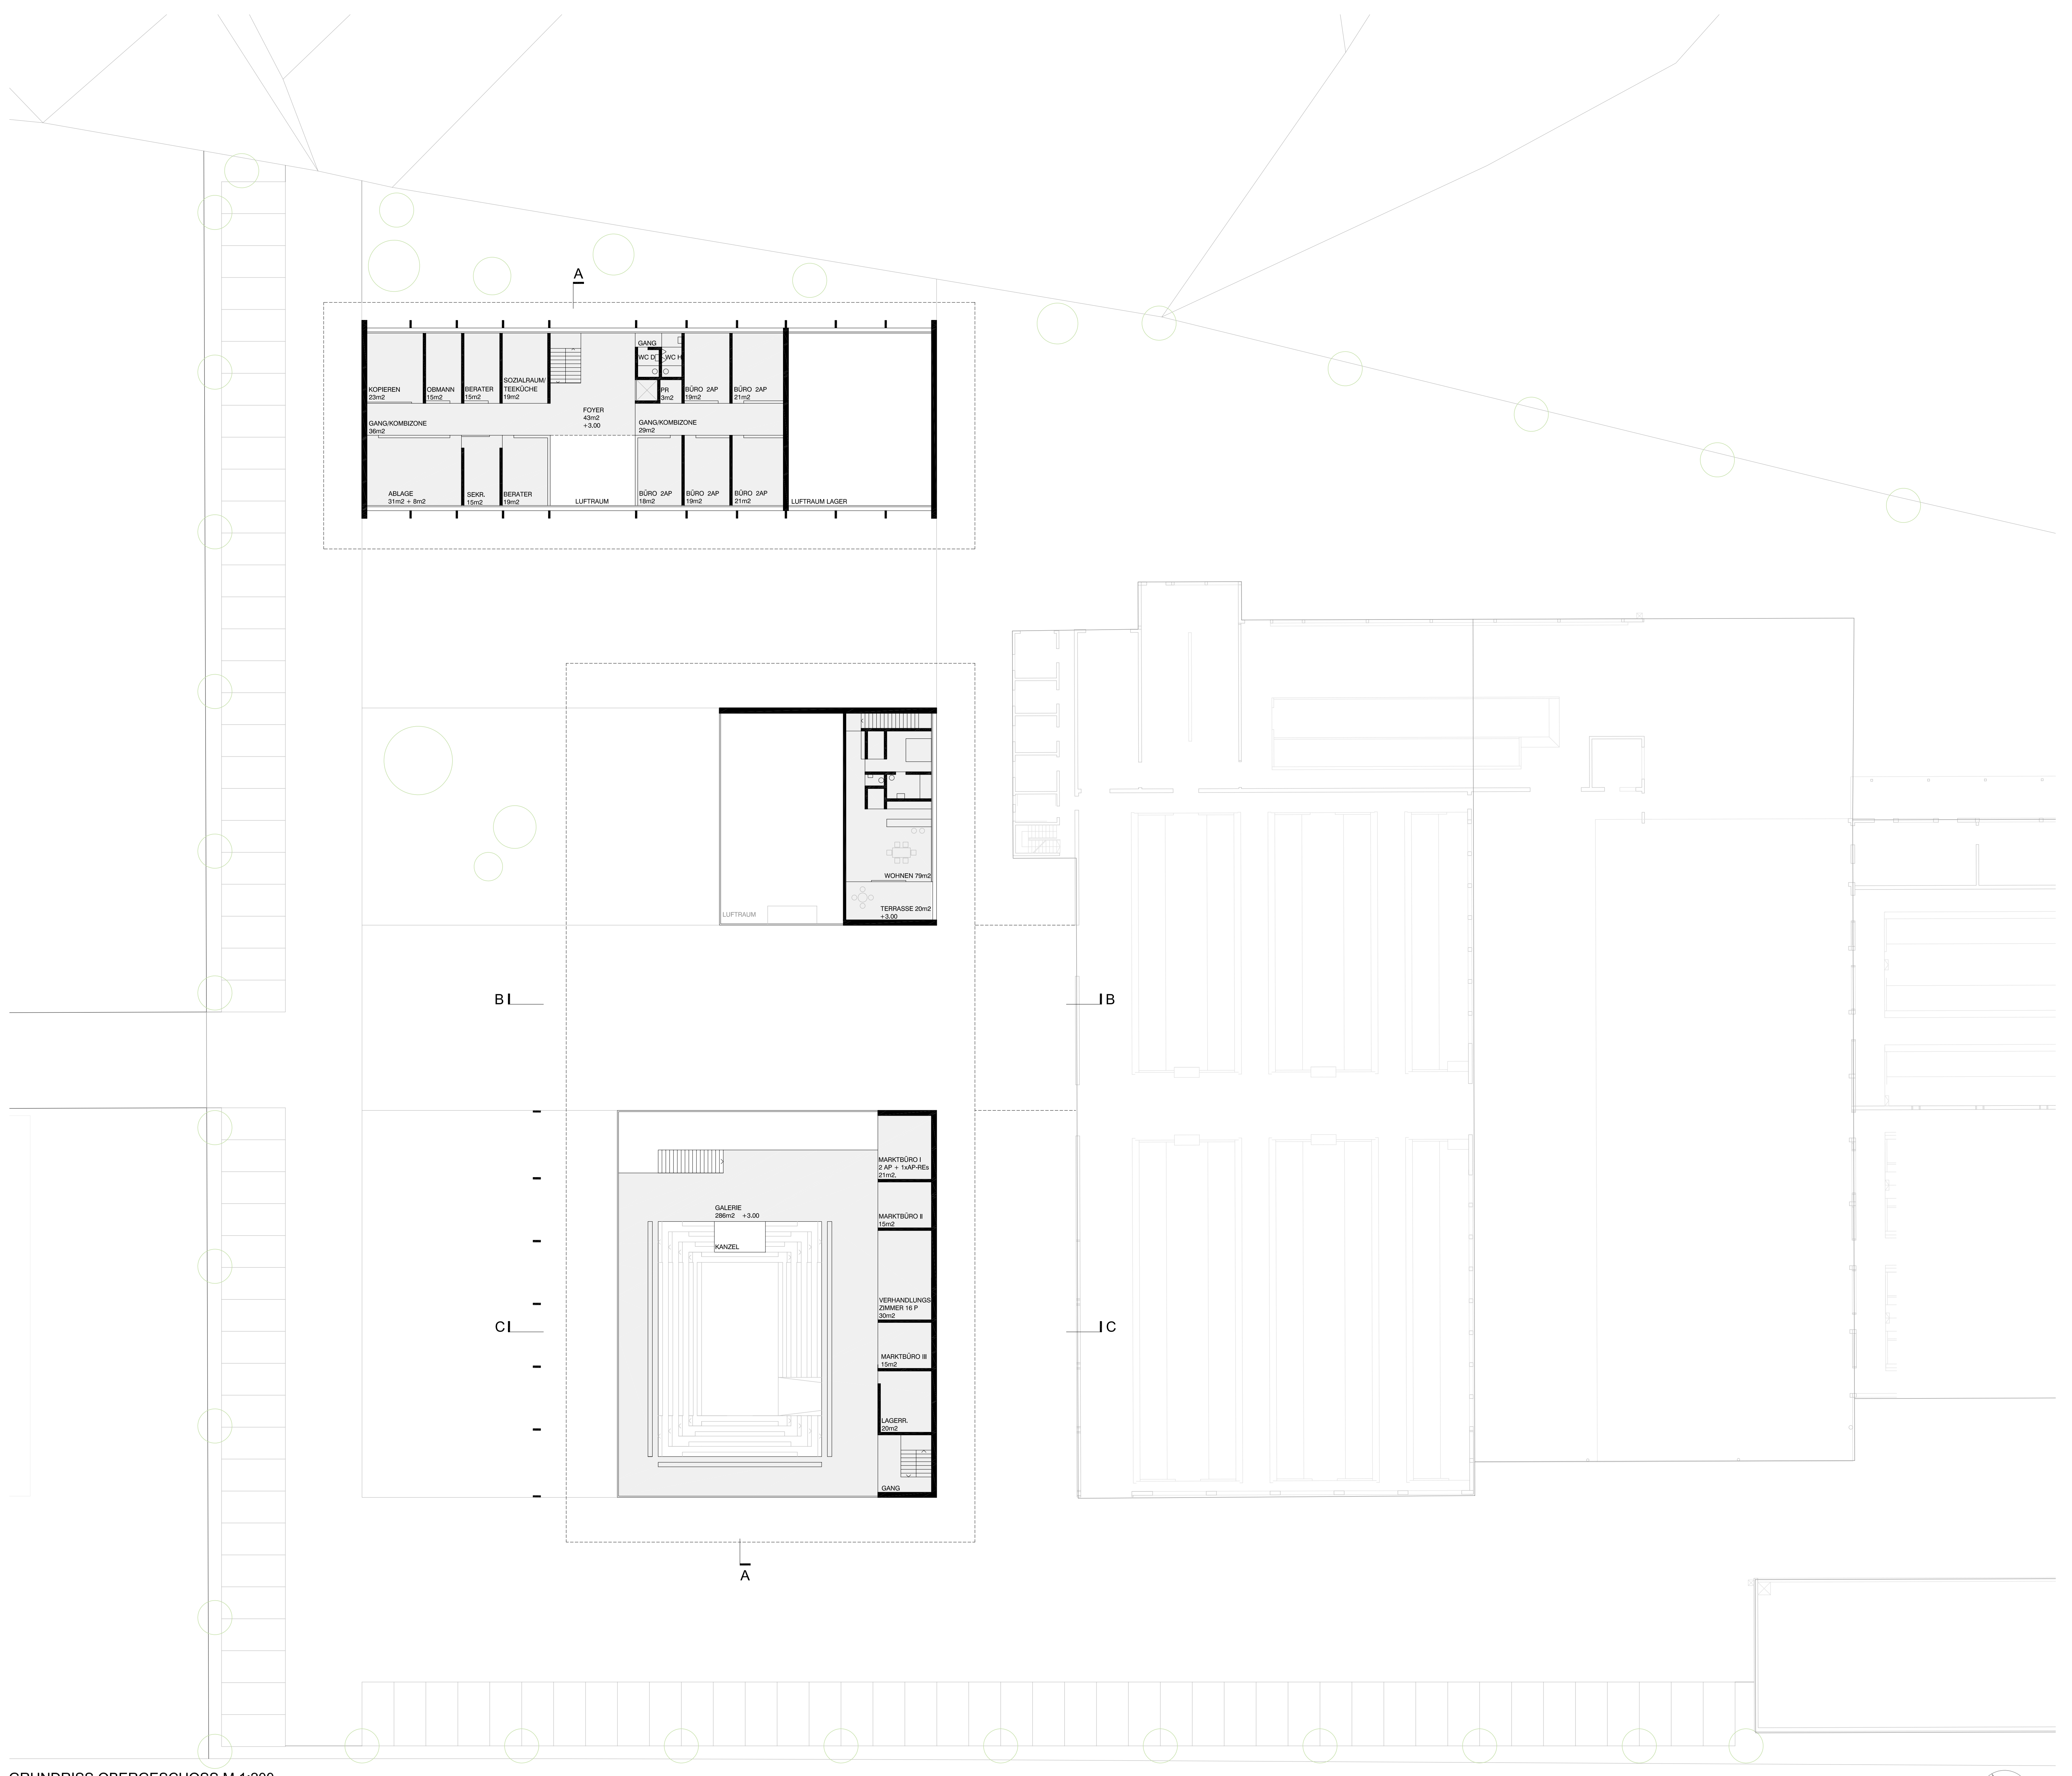 A
GANG
WC D
WC H
KOPIEREN
23m2
OBMANN
15m2
BERATER
15m2
SOZIALRAUM/
TEEKÜCHE
19m2
PR
3m2
BÜRO 2AP
19m2
BÜRO 2AP
21m2
FOYER
43m2
+3.00
GANG/KOMBIZONE
36m2
GANG/KOMBIZONE
29m2
ABLAGE
31m2 + 8m2
SEKR.
15m2
BERATER
19m2
LUFTRAUM
BÜRO 2AP
18m2
BÜRO 2AP
19m2
BÜRO 2AP
21m2
LUFTRAUM LAGER
WOHNEN 79m2
LUFTRAUM
TERRASSE 20m2
+3.00
B
B
MARKTBÜRO I
2 AP + 1xAP-REs
21m2.
GALERIE
286m2 +3.00
MARKTBÜRO II
15m2
KANZEL
VERHANDLUNGS
ZIMMER 16 P
30m2
C
C
MARKTBÜRO III
15m2
LAGERR.
20m2
GANG
A
GRUNDRISS OBERGESCHOSS M 1:200